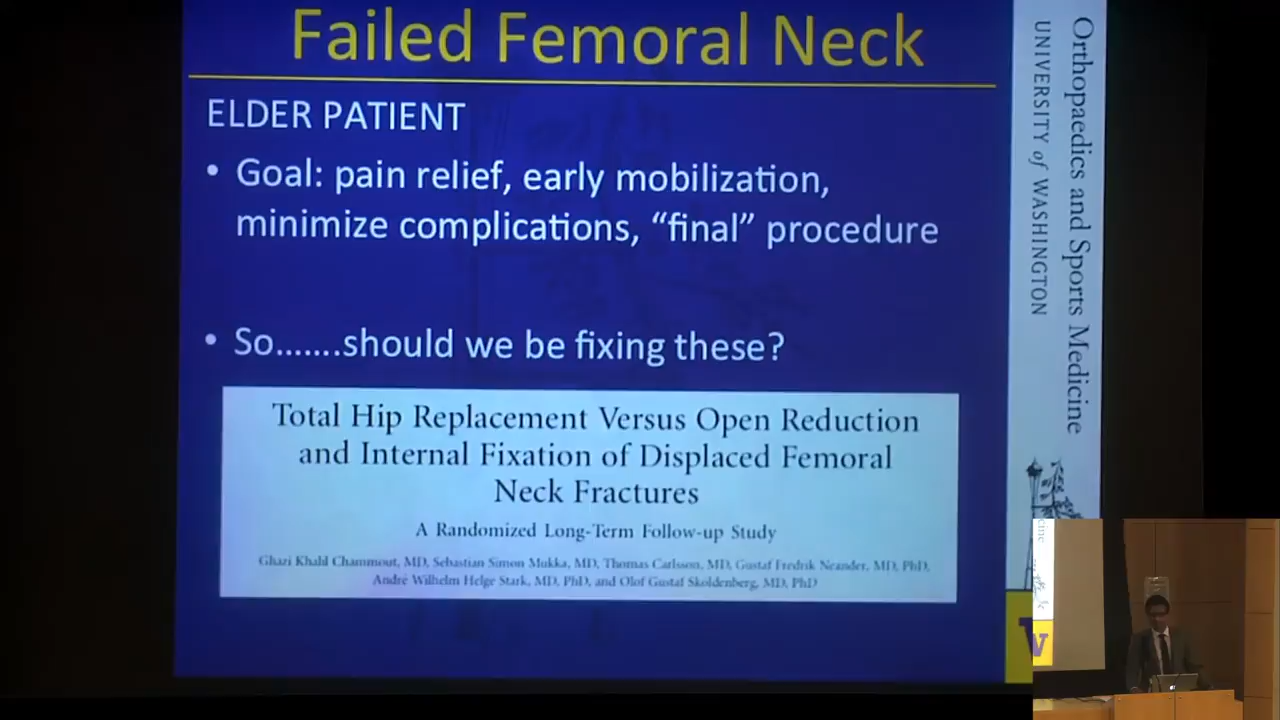 Failed Femoral Neck
ELDER PATIENT
• Goal: pain relief, early mobilization,
minimize complications, “final” procedure
• So.......should we be fixing these?
Total Hip Replacement Versus Open Reduction
and Internal Fixation of Displaced Femoral
Neck Fractures
A Randomized Long-Term Follow-up Study
Ghazi Khalil Chammout, MD, Sebastian Simon Mukka, MD, Thomas Carlsson, MD, Gustaf Fredrik Neander, MD, PhD,
André Wilhelm Helge Stark, MD, PhD, and Olof Gustaf Skoldenberg, MD, PhD
Orthopaedics and Sports Medicine
UNIVERSITY of WASHINGTON
W